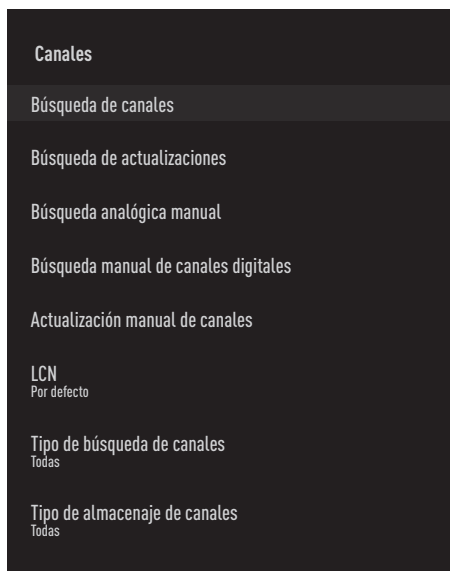 Canales
Búsqueda de canales
Búsqueda de actualizaciones
Búsqueda analógica manual
Búsqueda manual de canales digitales
Actualización manual de canales
LCN
Por defecto
Tipo de búsqueda de canales
Todas
Tipo de almacenaje de canales
Todas